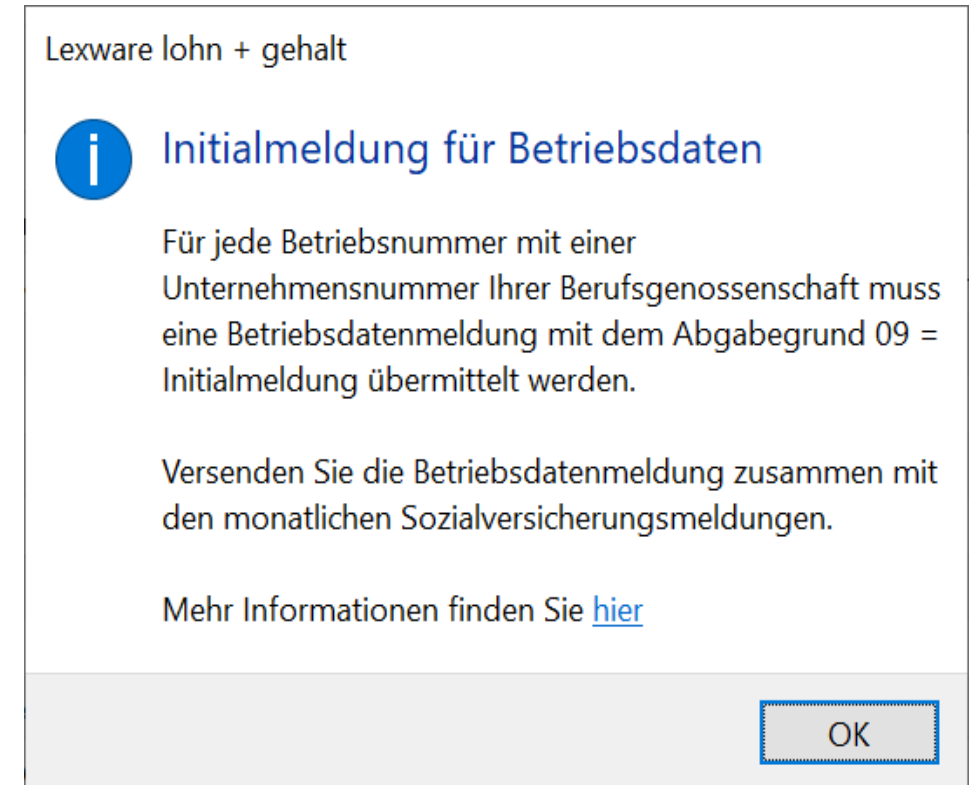 Lexware lohn + gehalt
Initialmeldung für Betriebsdaten
Für jede Betriebsnummer mit einer
Unternehmensnummer Ihrer Berufsgenossenschaft muss
eine Betriebsdatenmeldung mit dem Abgabegrund 09 =
Initialmeldung übermittelt werden.
Versenden Sie die Betriebsdatenmeldung zusammen mit
den monatlichen Sozialversicherungsmeldungen.
Mehr Informationen finden Sie hier
OK